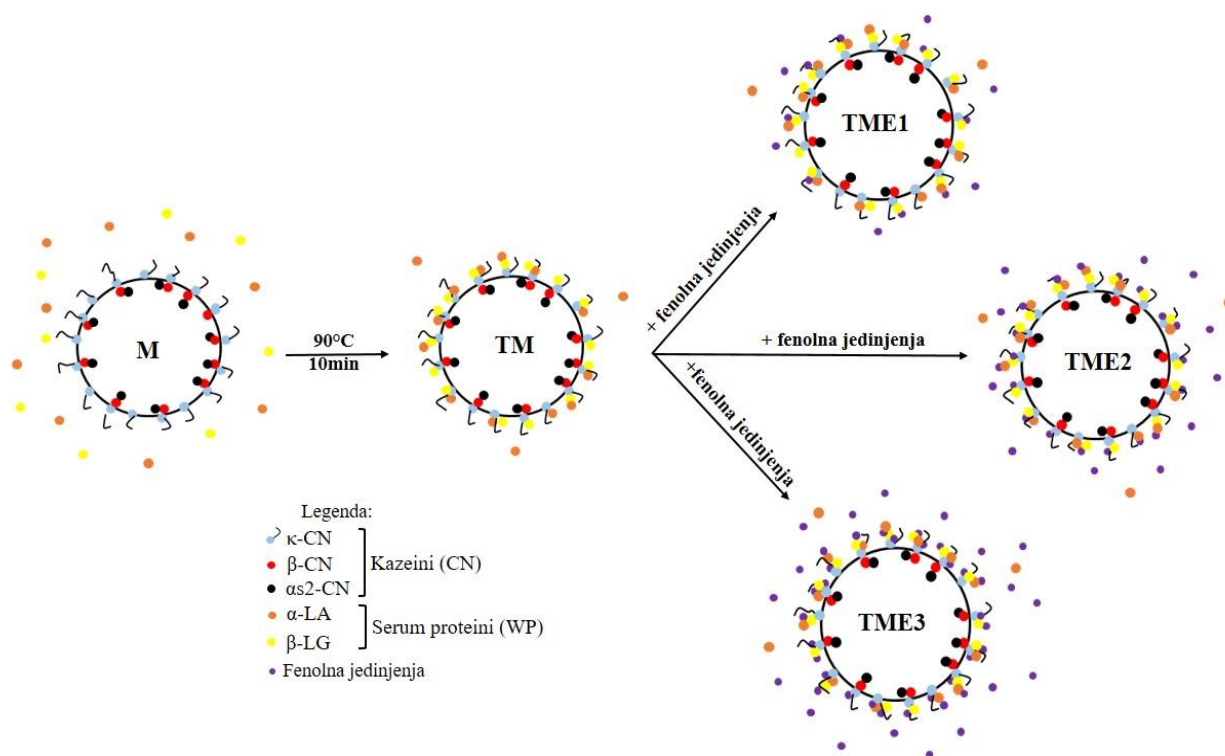 TME1
+ fenolna jedinjenja
M
90°C
10min
TM
+ fenolna jedinjenja
TME2
+fenolna jedinjenja
TME3
Legenda:
κ-CN
β-CN
αs2-CN
Kazeini (CN)
α-LA
β-LG
Serum proteini (WP)
Fenolna jedinjenja